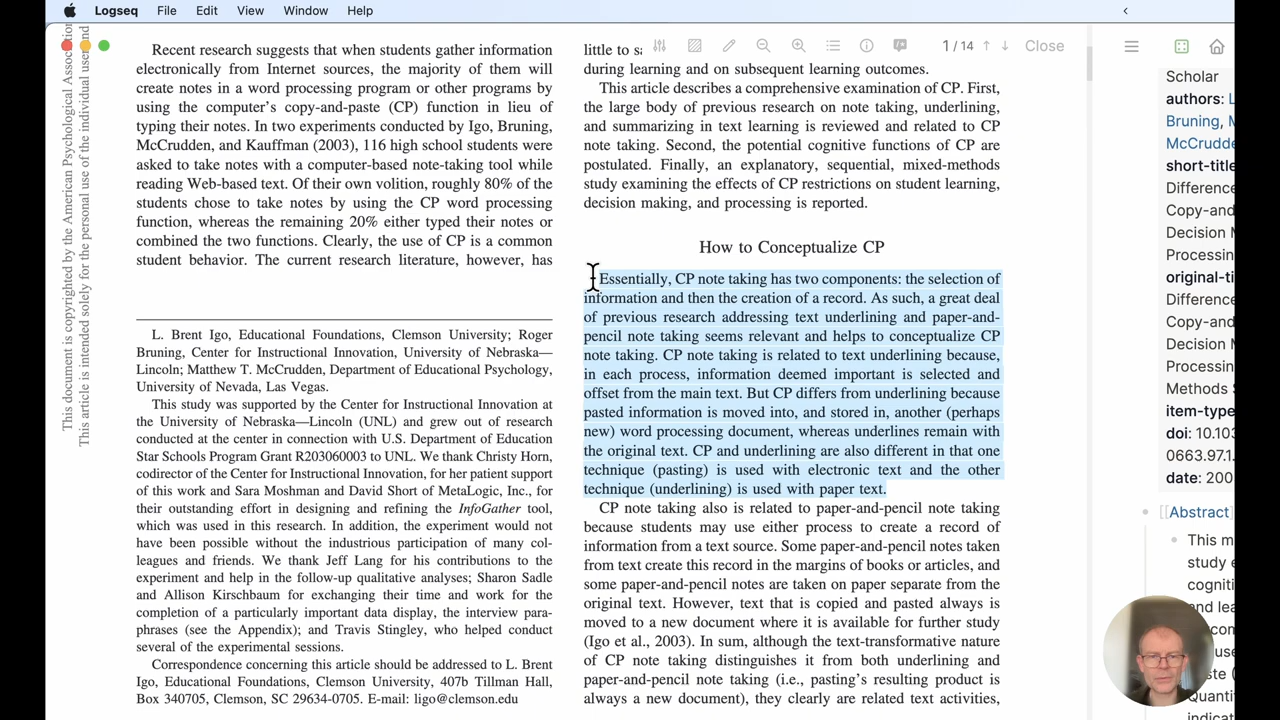 Logseq File Edit View Window Help
This document is copyrighted by the American Psychological Associatio
This article is intended solely for the personal use of the individual user and
Recent research suggests that when students gather information
electronically from Internet sources, the majority of them will
create notes in a word processing program or other programs by
using the computer's copy-and-paste (CP) function in lieu of
typing their notes. In two experiments conducted by Igo, Bruning,
McCrudden, and Kauffman (2003), 116 high school students were
asked to take notes with a computer-based note-taking tool while
reading Web-based text. Of their own volition, roughly 80% of the
students chose to take notes by using the CP word processing
function, whereas the remaining 20% either typed their notes or
combined the two functions. Clearly, the use of CP is a common
student behavior. The current research literature, however, has
L. Brent Igo, Educational Foundations, Clemson University; Roger
Bruning, Center for Instructional Innovation, University of Nebraska—
Lincoln; Matthew T. McCrudden, Department of Educational Psychology,
University of Nevada, Las Vegas.
This study was supported by the Center for Instructional Innovation at
the University of Nebraska—Lincoln (UNL) and grew out of research
conducted at the center in connection with U.S. Department of Education
Star Schools Program Grant R203060003 to UNL. We thank Christy Horn,
codirector of the Center for Instructional Innovation, for her patient support
of this work and Sara Moshman and David Short of MetaLogic, Inc., for
their outstanding effort in designing and refining the InfoGather tool,
which was used in this research. In addition, the experiment would not
have been possible without the industrious participation of many col-
leagues and friends. We thank Jeff Lang for his contributions to the
experiment and help in the follow-up qualitative analyses; Sharon Sadle
and Allison Kirschbaum for exchanging their time and work for the
completion of a particularly important data display, the interview para-
phrases (see the Appendix); and Travis Stingley, who helped conduct
several of the experimental sessions.
Correspondence concerning this article should be addressed to L. Brent
Igo, Educational Foundations, Clemson University, 407b Tillman Hall,
Box 340705, Clemson, SC 29634-0705. E-mail: ligo@clemson.edu
little to sa
1 / 14 Close
during learning and on subsequent learning outcomes.
This article describes a comprehensive examination of CP. First,
the large body of previous research on note taking, underlining,
and summarizing in text learning is reviewed and related to CP
note taking. Second, the potential cognitive functions of CP are
postulated. Finally, an explanatory, sequential, mixed-methods
study examining the effects of CP restrictions on student learning,
decision making, and processing is reported.
How to Conceptualize CP
Essentially, CP note taking has two components: the selection of
information and then the creation of a record. As such, a great deal
of previous research addressing text underlining and paper-and-
pencil note taking seems relevant and helps to conceptualize CP
note taking. CP note taking is related to text underlining because,
in each process, information deemed important is selected and
offset from the main text. But CP differs from underlining because
pasted information is moved into, and stored in, another (perhaps
new) word processing document, whereas underlines remain with
the original text. CP and underlining are also different in that one
technique (pasting) is used with electronic text and the other
technique (underlining) is used with paper text.
CP note taking also is related to paper-and-pencil note taking
because students may use either process to create a record of
information from a text source. Some paper-and-pencil notes taken
from text create this record in the margins of books or articles, and
some paper-and-pencil notes are taken on paper separate from the
original text. However, text that is copied and pasted always is
moved to a new document where it is available for further study
(Igo et al., 2003). In sum, although the text-transformative nature
of CP note taking distinguishes it from both underlining and
paper-and-pencil note taking (i.e., pasting's resulting product is
always a new document), they clearly are related text activities,
Scholar
authors: L
Bruning, M
McCrudde
short-title
Difference
Copy-and
Decision M
Processin
original-ti
Difference
Copy-and
Decision M
Processin
Methods S
item-type
doi: 10.103
0663.97.1
date: 200
[[Abstract
This m
study e
cogniti
nd lea
com
use
ste (
Quanti
indicat